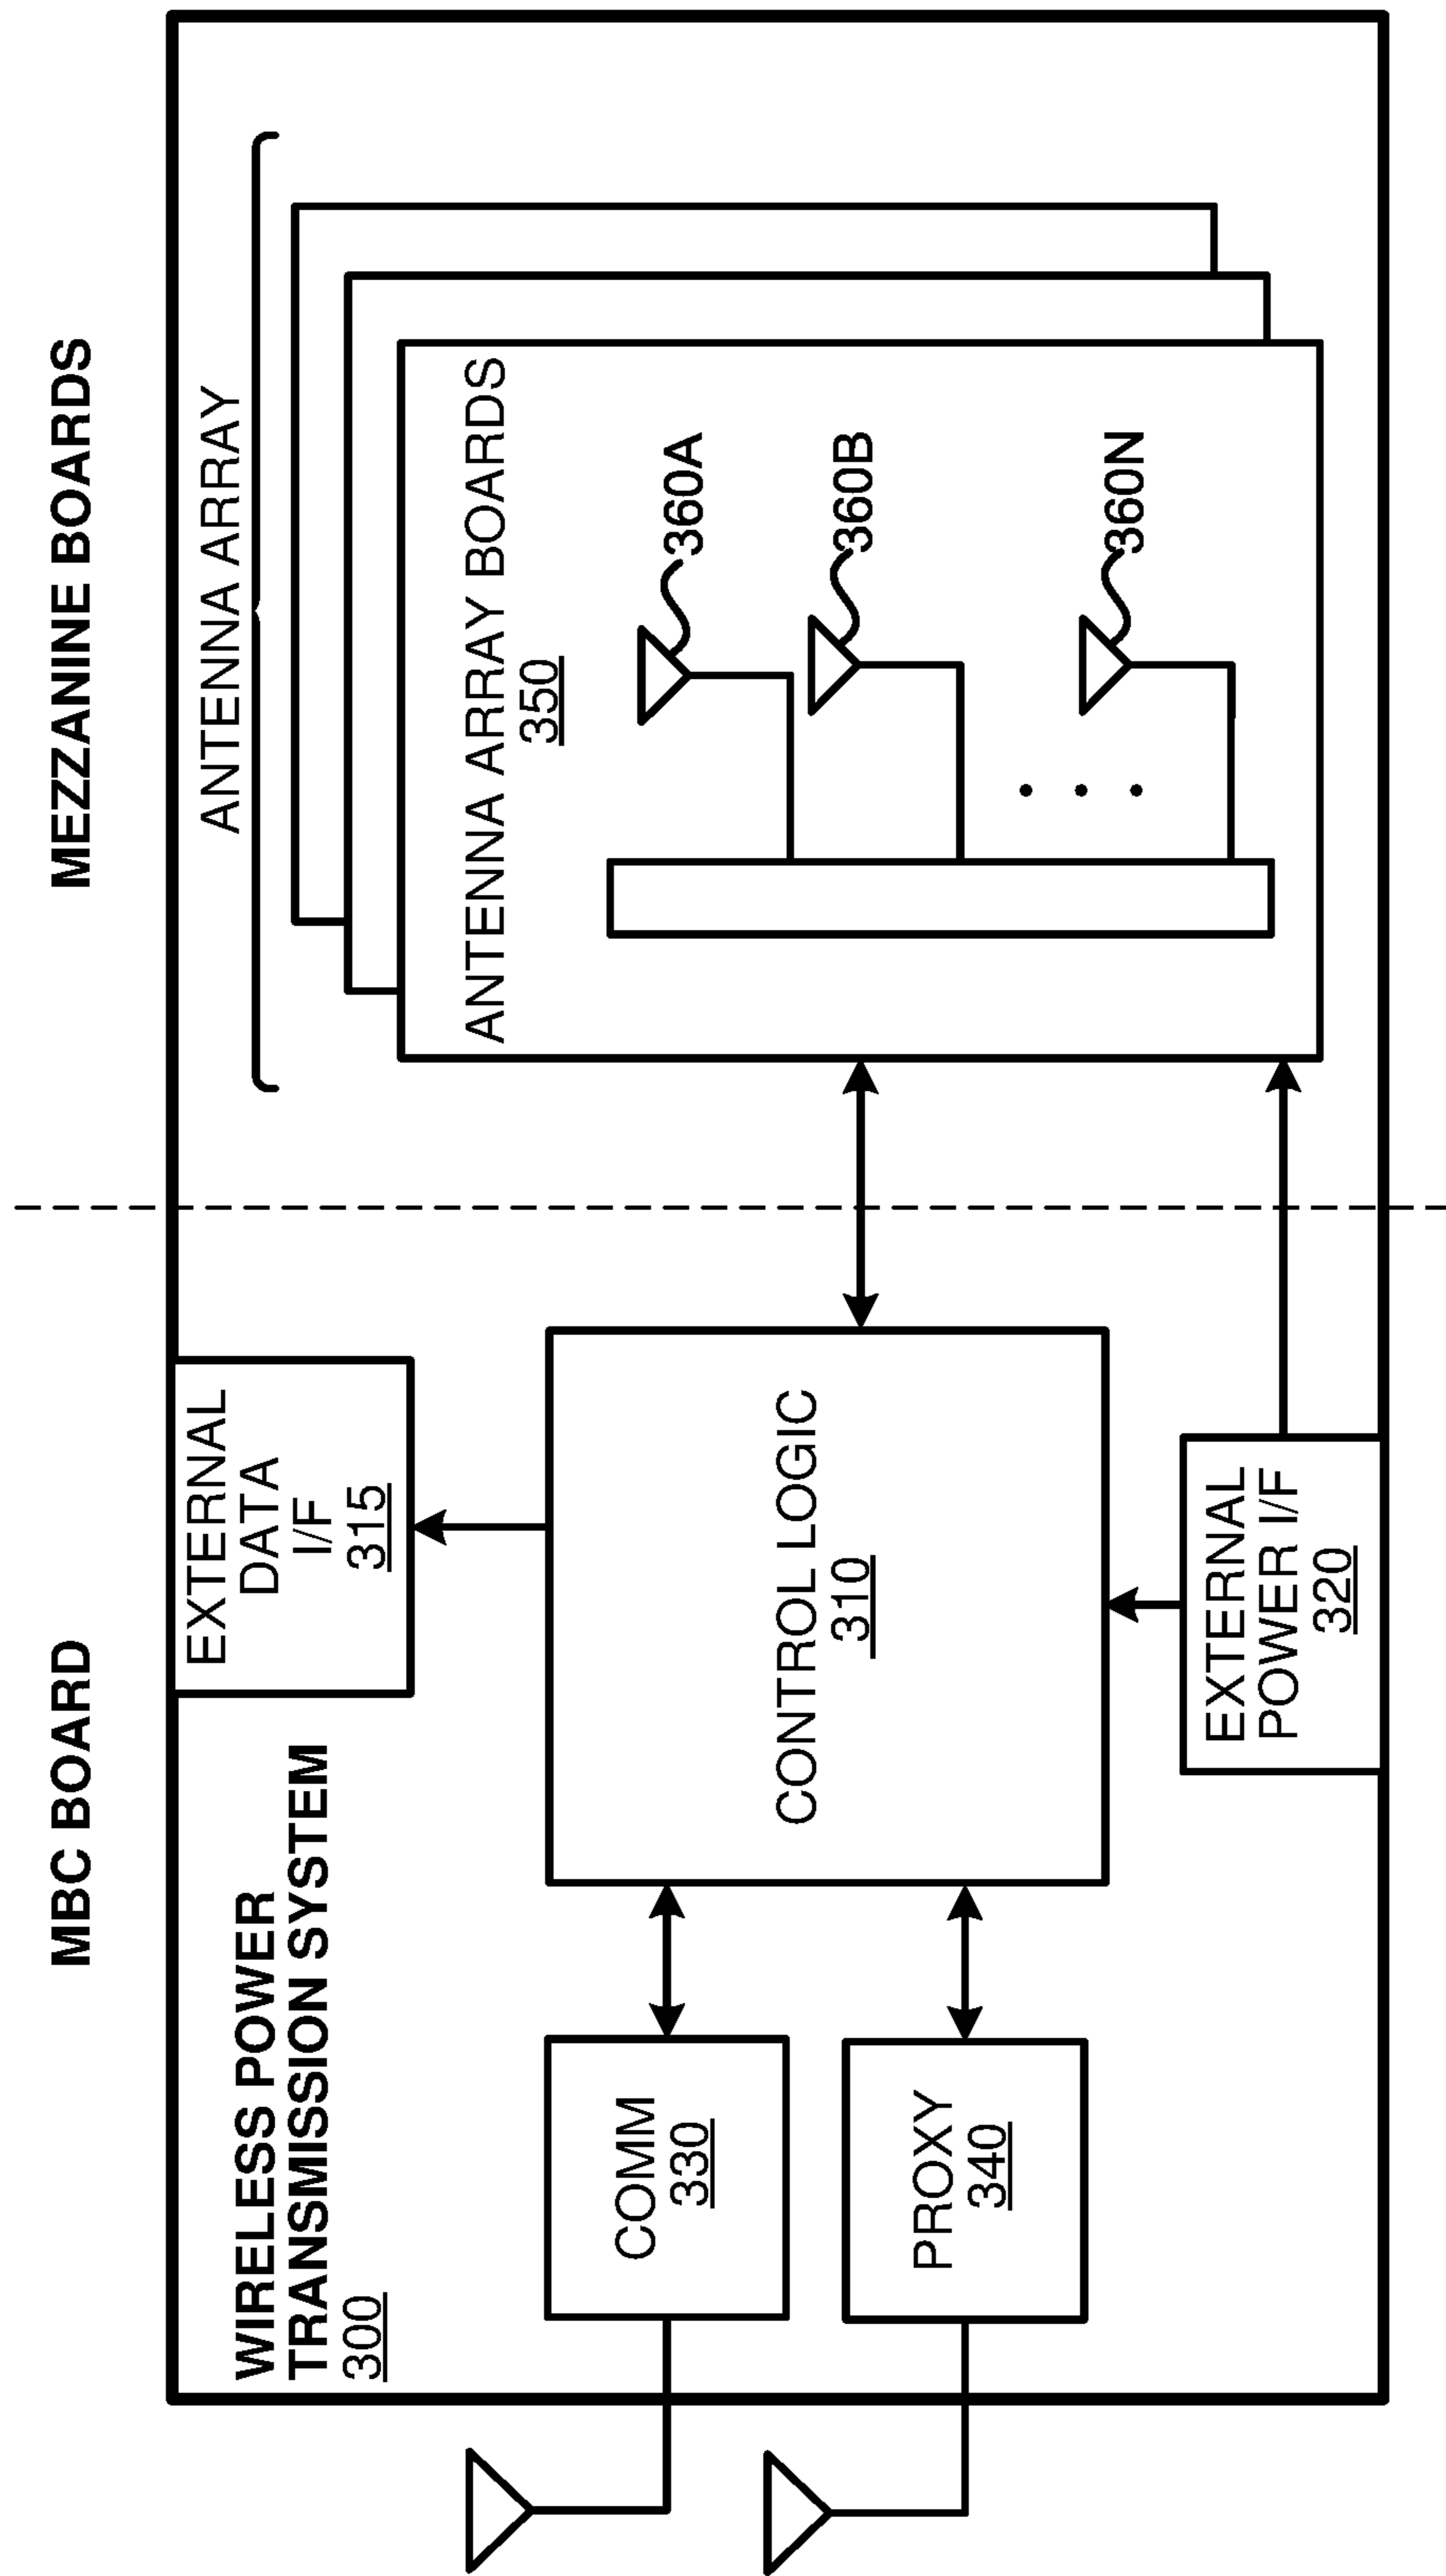 MBC BOARD
MEZZANINE BOARDS
WIRELESS POWER
TRANSMISSION SYSTEM
300
EXTERNAL
DATA
I/F
315
COMM
330
PROXY
340
CONTROL LOGIC
310
EXTERNAL
POWER I/F
320
ANTENNA ARRAY
ANTENNA ARRAY BOARDS
350
360A
360B
. . .
360N